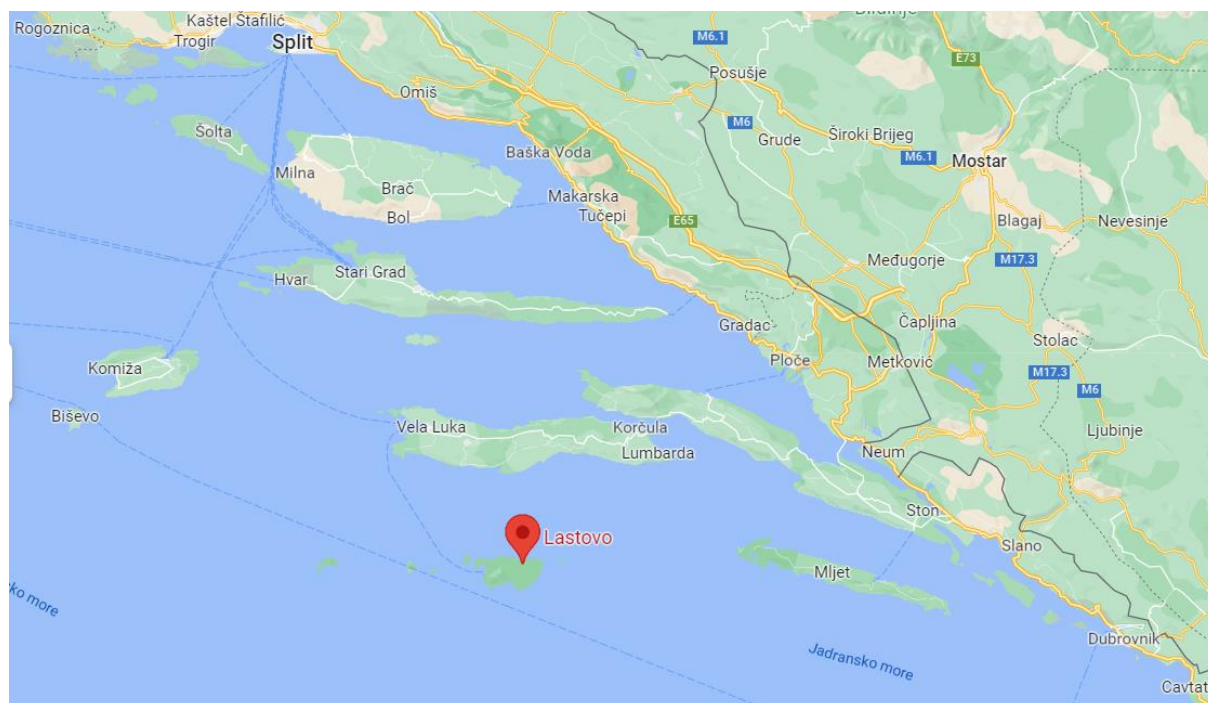 Rogoznica
Kaštel Štafilić
Trogir
Split
M6.1
E73
Posušje
Omiš
M6
Grude
Široki Brijeg
M6.1
Mostar
Šolta
Baška Voda
Milna
Brač
Makarska
Bol
Tučepi
E65
Blagaj
Nevesinje
Međugorje
M17.3
Hvar
Stari Grad
Gradac
Čapljina
Stolac
Komiža
Ploče
Metković
M17.3
M6
Biševo
Vela Luka
Korčula
Lumbarda
Neum
Ljubinje
Ston
Lastovo
Slano
Mljet
sko more
Dubrovnik
Jadransko more
Cavtat